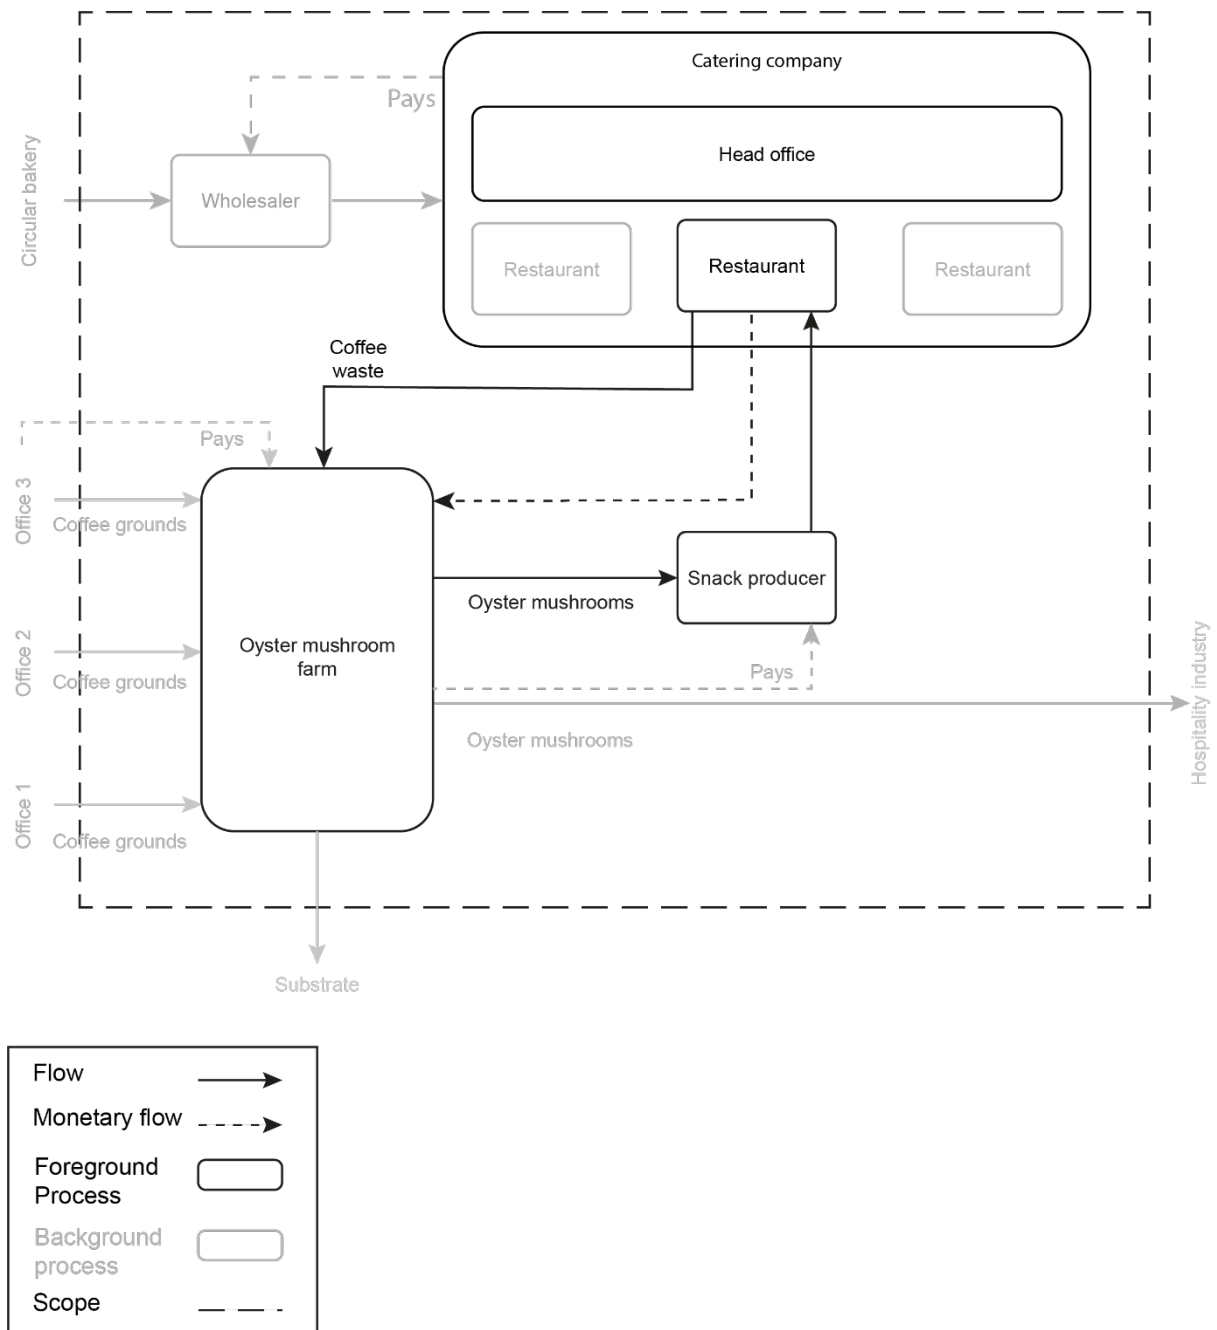 Catering company
Pays
Head office
Circular bakery
Wholesaler
Restaurant
Restaurant
Restaurant
Coffee
waste
Pays
Office 3
Coffee grounds
Snack producer
Oyster mushrooms
Office 2
Coffee grounds
Oyster mushroom
farm
Pays
Oyster mushrooms
Hospitality industry
Office 1
Coffee grounds
Substrate
Flow
Monetary flow
Foreground
Process
Background
process
Scope